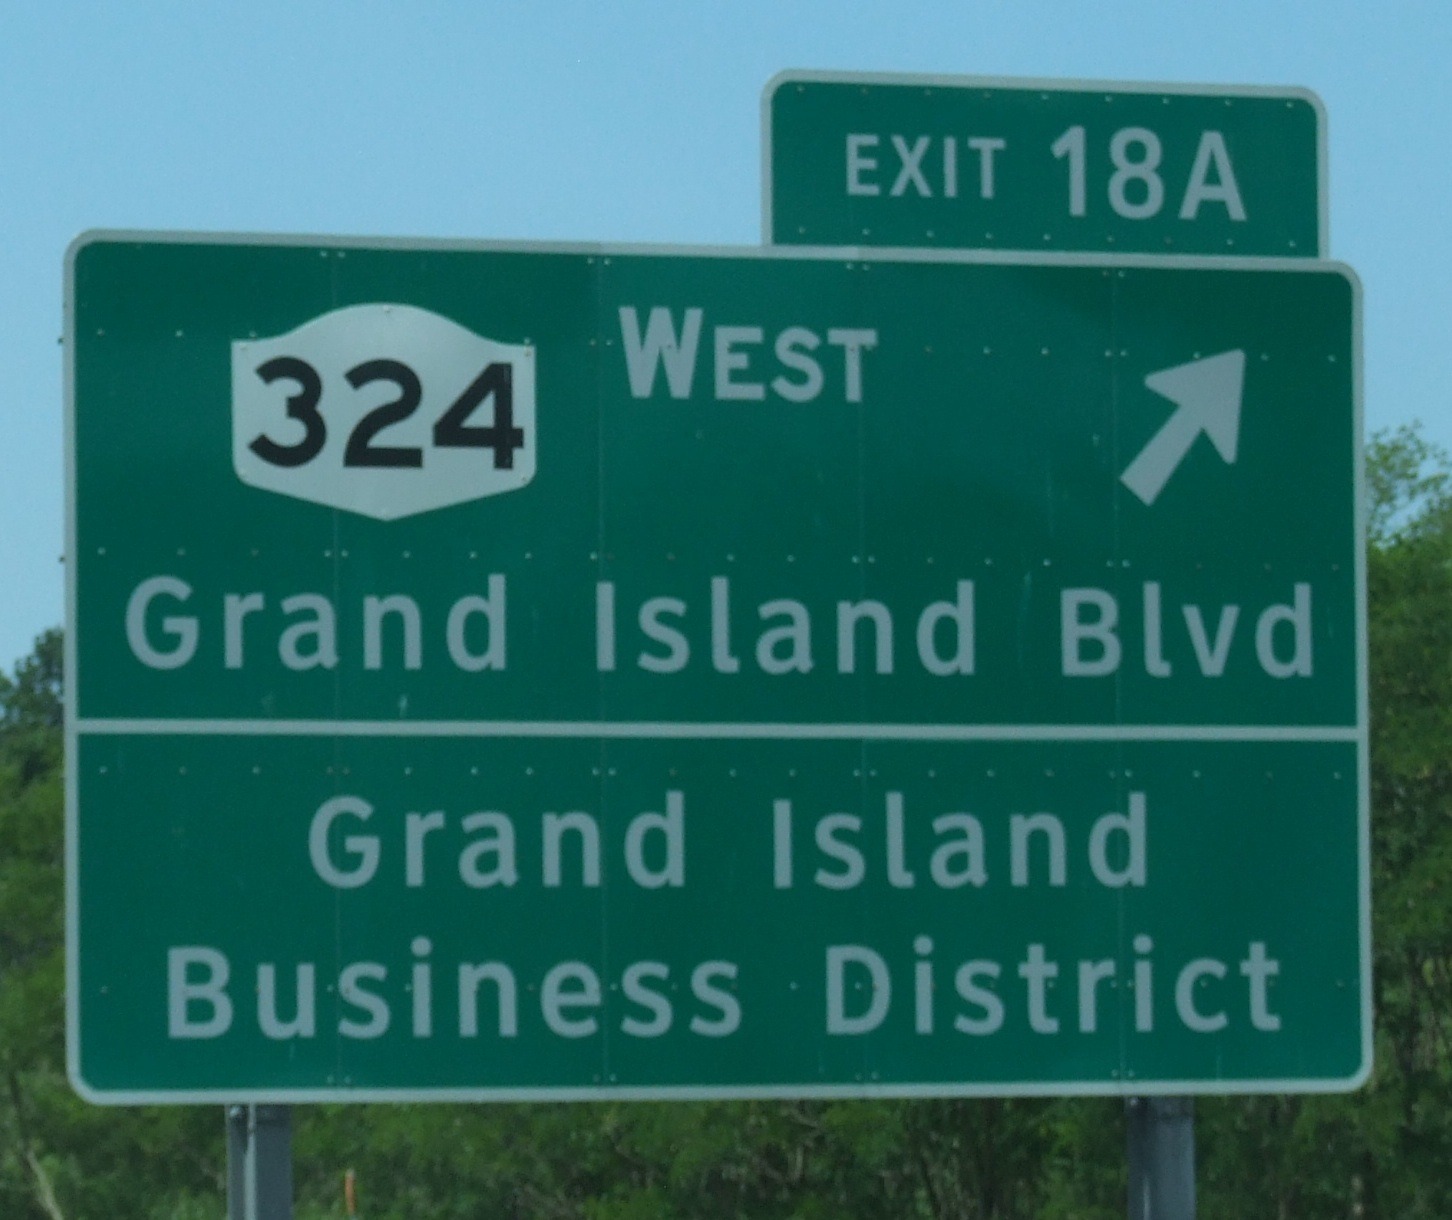 EXIT 18A
324 WEST
Grand Island Blvd
Grand Island
Business District